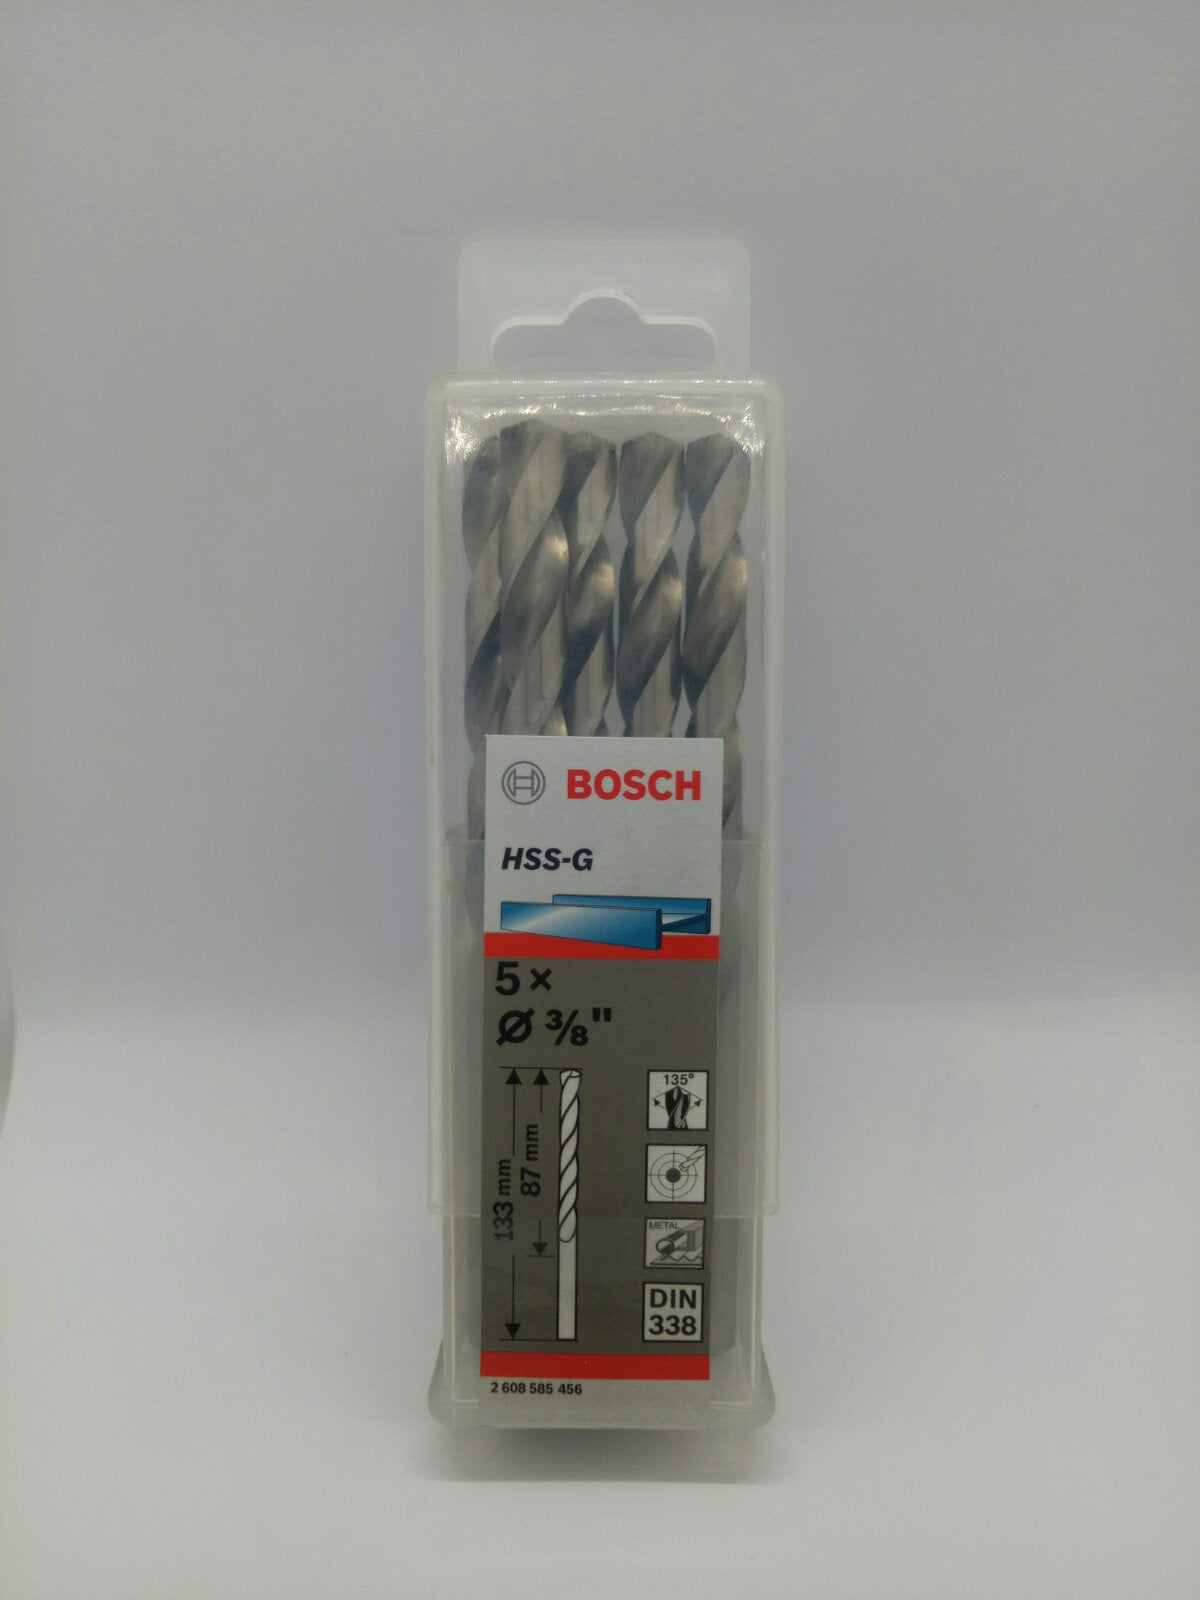 BOSCH
HSS-G
5 ×
Ø 3/8"
133 mm
87 mm
135°
METAL
DIN
338
2 608 585 456